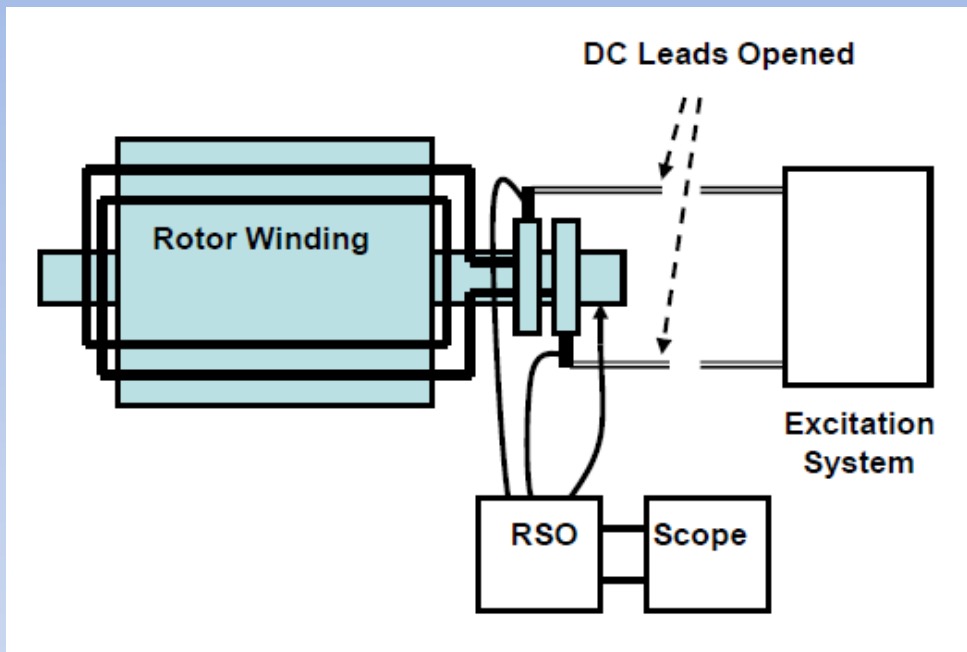 DC Leads Opened
Rotor Winding
Excitation
System
RSO
Scope